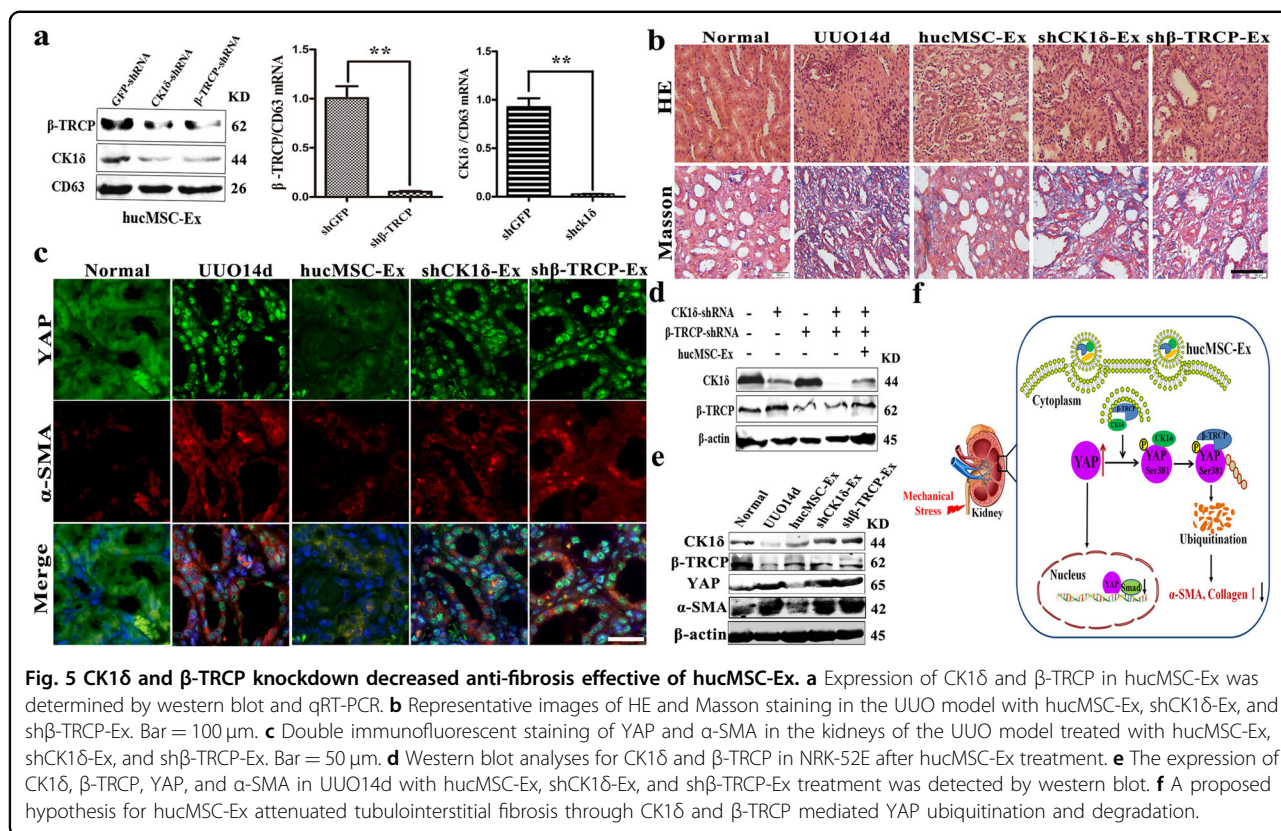 a
GFP-shRNA CK1δ-shRNA β-TRCP-shRNA KD
β-TRCP 62
CK1δ 44
CD63 26
hucMSC-Ex
β-TRCP/CD63 mRNA
1.5
1.0
0.5
0.0
**
shGFP shβ-TRCP
CK1δ /CD63 mRNA
1.5
1.0
0.5
0.0
**
shGFP shck1δ
b
Normal UUO14d hucMSC-Ex shCK1δ-Ex shβ-TRCP-Ex
HE
Masson
c
Normal UUO14d hucMSC-Ex shCK1δ-Ex shβ-TRCP-Ex
YAP
α-SMA
Merge
d
CK1δ-shRNA - + - + +
β-TRCP-shRNA - - + + +
hucMSC-Ex - - - - + KD
CK1δ 44
β-TRCP 62
β-actin 45
e
Normal UUO14d hucMSC-Ex shCK1δ-Ex shβ-TRCP-Ex KD
CK1δ 44
β-TRCP 62
YAP 65
α-SMA 42
β-actin 45
f
hucMSC-Ex
Cytoplasm
β-TRCP
CK1δ
YAP
P CK1δ
YAP
Ser381
β-TRCP
P
YAP
Ser381
Mechanical
Stress
Kidney
Ubiquitination
Nucleus
YAP Smad
α-SMA, Collagen I
Fig. 5 CK1δ and β-TRCP knockdown decreased anti-fibrosis effective of hucMSC-Ex. a Expression of CK1δ and β-TRCP in hucMSC-Ex was
determined by western blot and qRT-PCR. b Representative images of HE and Masson staining in the UUO model with hucMSC-Ex, shCK1δ-Ex, and
shβ-TRCP-Ex. Bar = 100 μm. c Double immunofluorescent staining of YAP and α-SMA in the kidneys of the UUO model treated with hucMSC-Ex,
shCK1δ-Ex, and shβ-TRCP-Ex. Bar = 50 μm. d Western blot analyses for CK1δ and β-TRCP in NRK-52E after hucMSC-Ex treatment. e The expression of
CK1δ, β-TRCP, YAP, and α-SMA in UUO14d with hucMSC-Ex, shCK1δ-Ex, and shβ-TRCP-Ex treatment was detected by western blot. f A proposed
hypothesis for hucMSC-Ex attenuated tubulointerstitial fibrosis through CK1δ and β-TRCP mediated YAP ubiquitination and degradation.